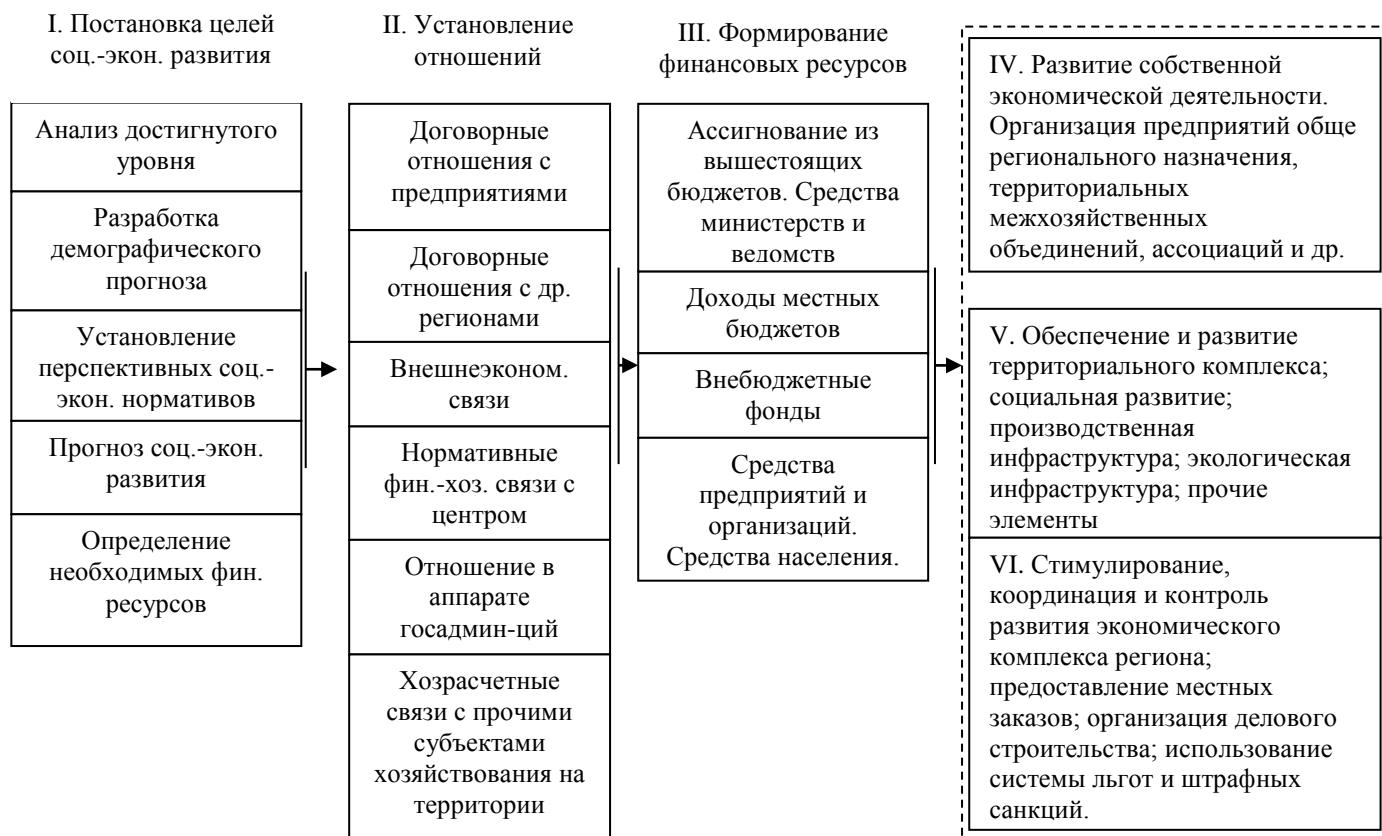 I. Постановка целей
соц.-экон. развития
Анализ достигнутого
уровня
Разработка
демографического
прогноза
Установление
перспективных соц.-
экон. нормативов
Прогноз соц.-экон.
развития
Определение
необходимых фин.
ресурсов
II. Установление
отношений
Договорные
отношения с
предприятиями
Договорные
отношения с др.
регионами
Внешнеэконом.
связи
Нормативные
фин.-хоз. связи с
центром
Отношение в
аппарате
госадмин-ций
Хозрасчетные
связи с прочими
субъектами
хозяйствования на
территории
III. Формирование
финансовых ресурсов
Ассигнование из
вышестоящих
бюджетов. Средства
министерств и
ведомств
Доходы местных
бюджетов
Внебюджетные
фонды
Средства
предприятий и
организаций.
Средства населения.
IV. Развитие собственной
экономической деятельности.
Организация предприятий обще
регионального назначения,
территориальных
межхозяйственных
объединений, ассоциаций и др.
V. Обеспечение и развитие
территориального комплекса;
социальная развитие;
производственная
инфраструктура; экологическая
инфраструктура; прочие
элементы
VI. Стимулирование,
координация и контроль
развития экономического
комплекса региона;
предоставление местных
заказов; организация делового
строительства; использование
системы льгот и штрафных
санкций.